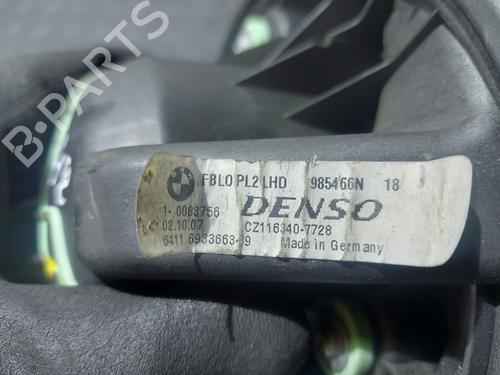 B-PARTS
FBLO PL2 LHD 985466N 18
1-0083756 DENSO
02.10.07 CZ116340-7728
6411 6933663-09 Made in Germany